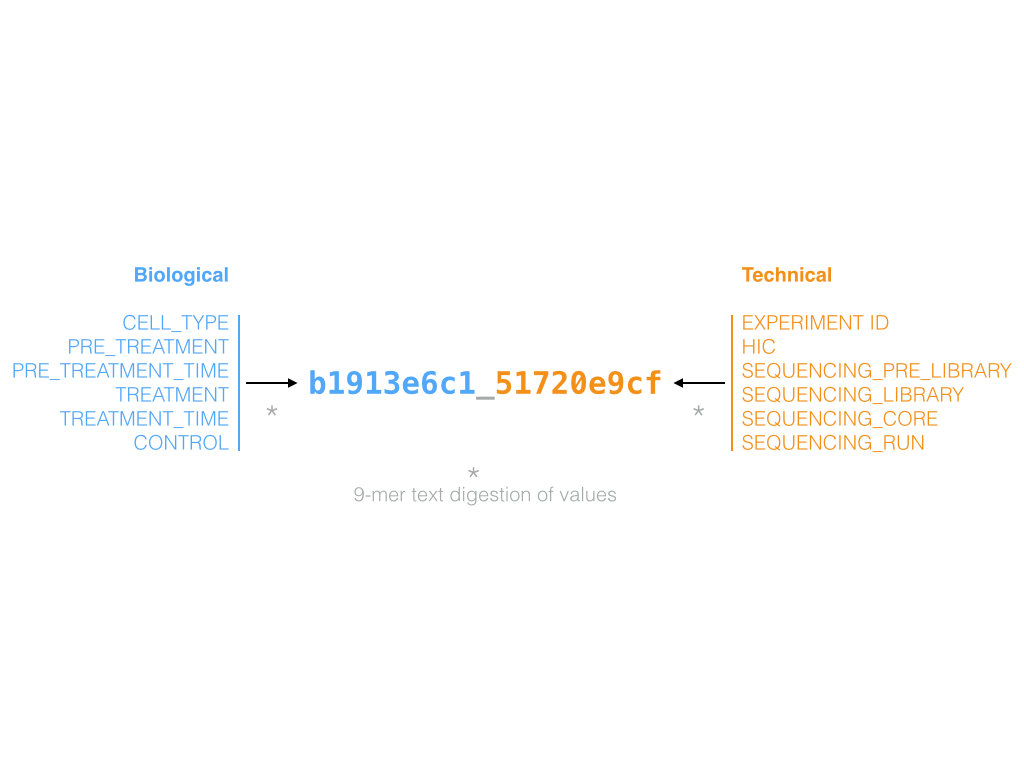 Biological
CELL_TYPE
PRE_TREATMENT
PRE_TREATMENT_TIME
TREATMENT
TREATMENT_TIME
CONTROL
*
b1913e6c1_51720e9cf
*
Technical
EXPERIMENT ID
HIC
SEQUENCING_PRE_LIBRARY
SEQUENCING_LIBRARY
SEQUENCING_CORE
SEQUENCING_RUN
*
9-mer text digestion of values